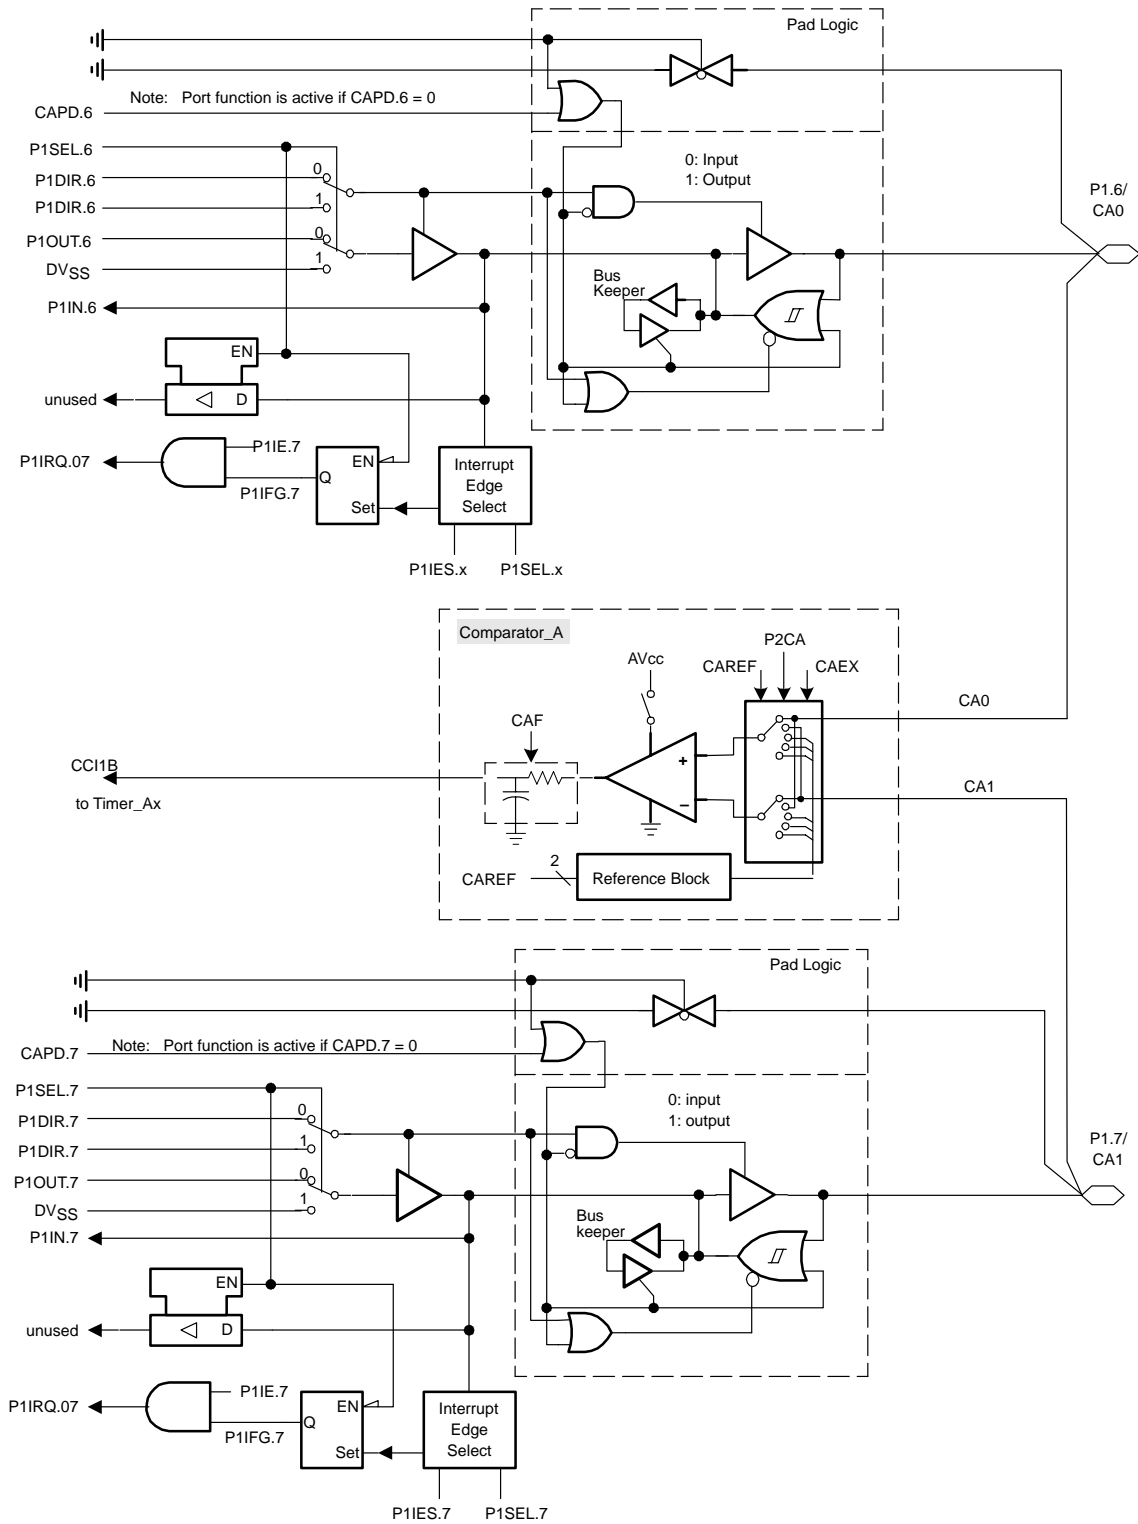 Pad Logic
Note: Port function is active if CAPD.6 = 0
CAPD.6
P1SEL.6
0: Input
1: Output
P1DIR.6
0
P1DIR.6
1
P1.6/
CA0
P1OUT.6
0
DVSS
1
Bus
Keeper
P1IN.6
EN
unused
D
P1IE.7
P1IRQ.07
EN
Q
P1IFG.7
Set
Interrupt
Edge
Select
P1IES.x
P1SEL.x
Comparator_A
P2CA
AVcc
CAREF
CAEX
CA0
CAF
+
CCI1B
to Timer_Ax
CA1
−
2
CAREF
Reference Block
Pad Logic
Note: Port function is active if CAPD.7 = 0
CAPD.7
P1SEL.7
0: input
1: output
P1DIR.7
0
P1DIR.7
1
P1.7/
CA1
P1OUT.7
0
DVSS
1
Bus
keeper
P1IN.7
EN
unused
D
P1IE.7
P1IRQ.07
EN
Q
P1IFG.7
Set
Interrupt
Edge
Select
P1IES.7
P1SEL.7